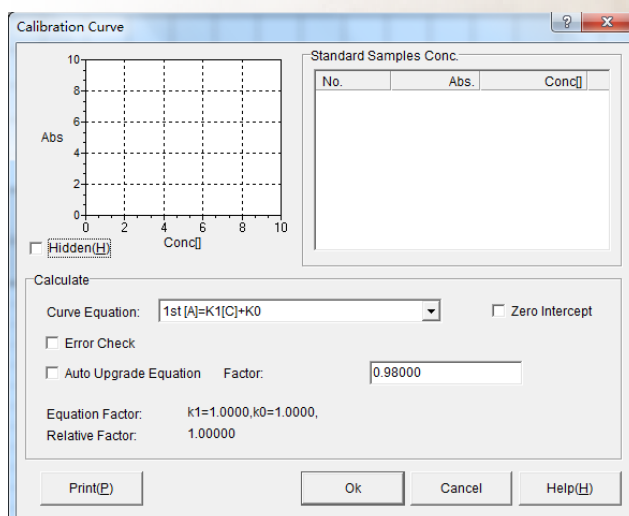 Calibration Curve
10
8
6
Abs
4
2
0
0 2 4 6 8 10
Conc[]
Hidden(H)
Standard Samples Conc.
No. Abs. Conc[]
Calculate
Curve Equation: 1st [A]=K1[C]+K0 Zero Intercept
Error Check
Auto Upgrade Equation Factor: 0.98000
Equation Factor: k1=1.0000,k0=1.0000,
Relative Factor: 1.00000
Print(P) Ok Cancel Help(H)